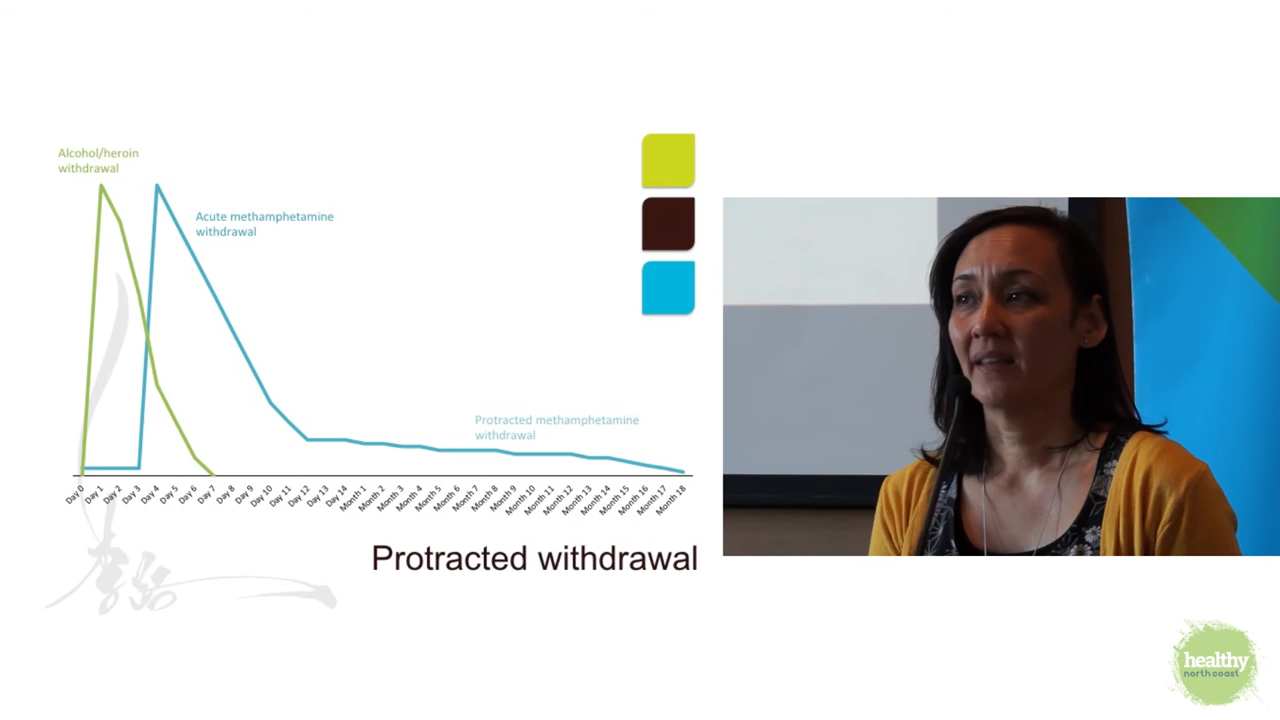 Alcohol/heroin
withdrawal
Acute methamphetamine
withdrawal
Protracted methamphetamine
withdrawal
Day 0
Day 1
Day 2
Day 3
Day 4
Day 5
Day 6
Day 7
Day 8
Day 9
Day 10
Day 11
Day 12
Day 13
Day 14
Month 1
Month 2
Month 3
Month 4
Month 5
Month 6
Month 7
Month 8
Month 9
Month 10
Month 11
Month 12
Month 13
Month 14
Month 15
Month 16
Month 17
Month 18
Protracted withdrawal
healthy
north coast